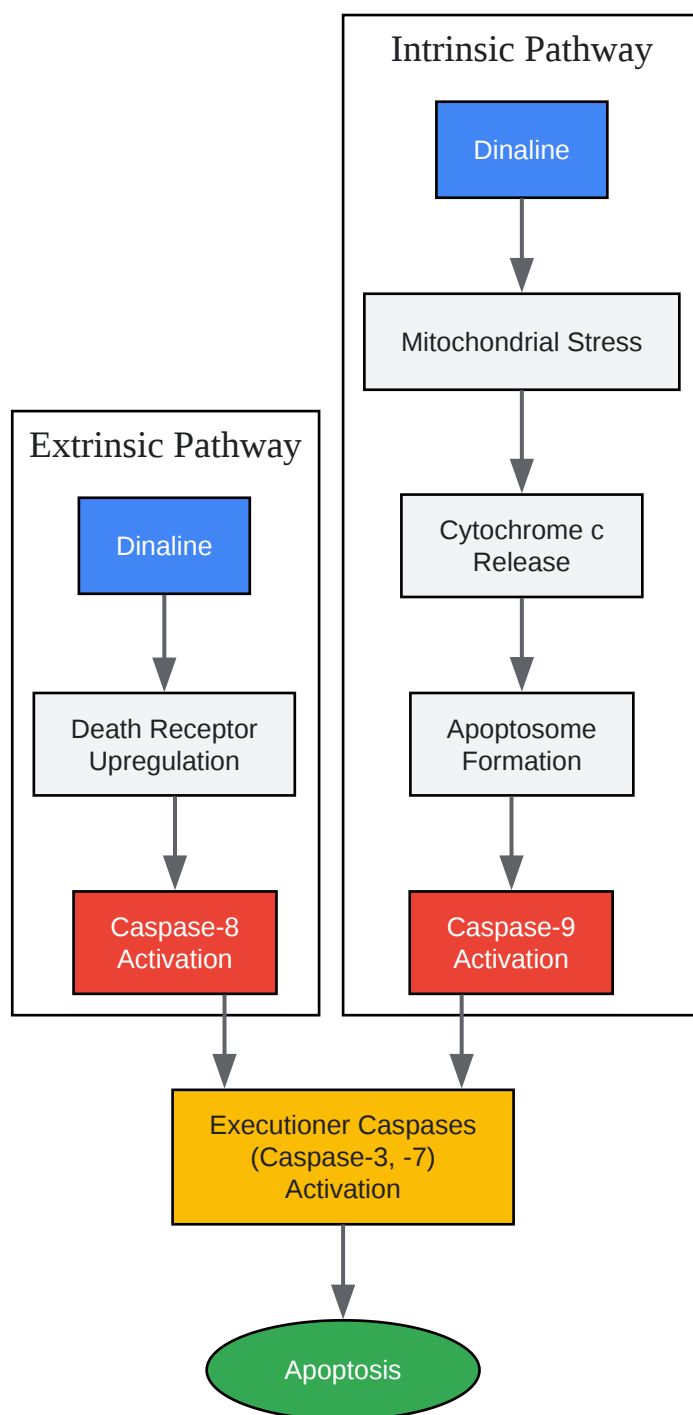 Intrinsic Pathway
Dinaline
Mitochondrial Stress
Cytochrome c
Release
Apoptosome
Formation
Caspase-9
Activation
Extrinsic Pathway
Dinaline
Death Receptor
Upregulation
Caspase-8
Activation
Executioner Caspases
(Caspase-3, -7)
Activation
Apoptosis